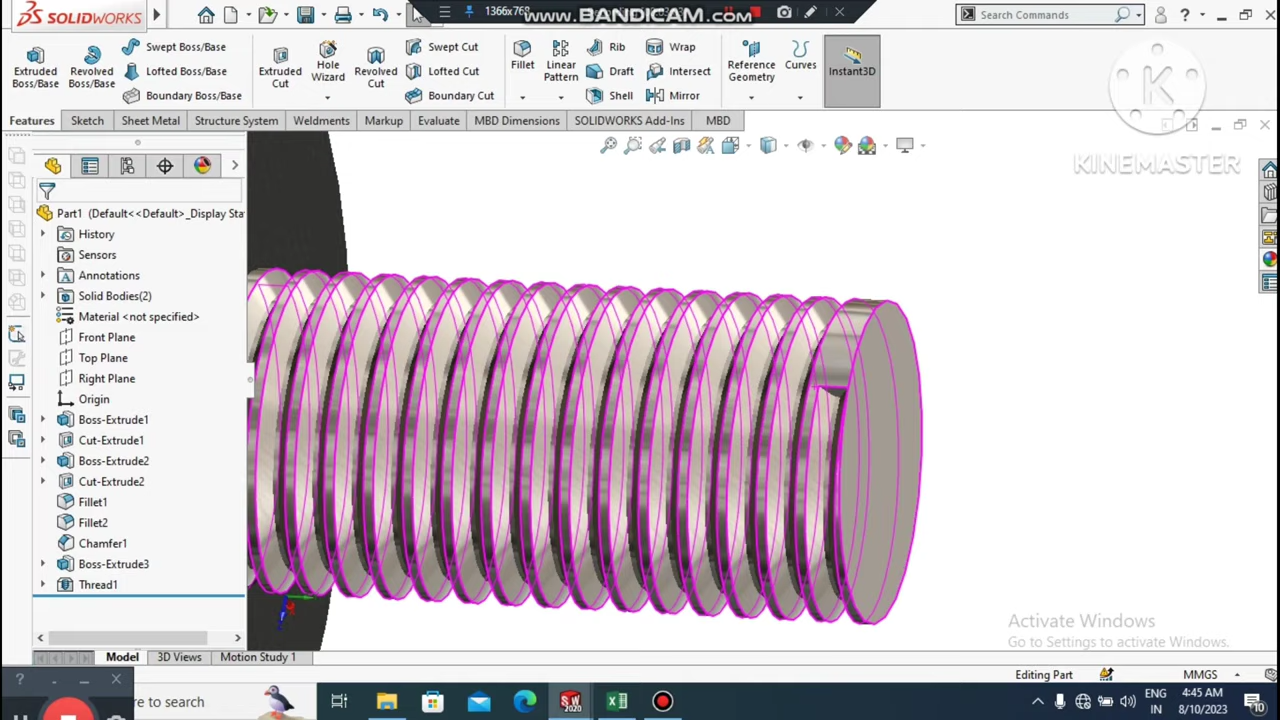 SOLIDWORKS
1366x768
www.BANDICAM.com
Search Commands
?
Extruded Boss/Base
Revolved Boss/Base
Swept Boss/Base
Lofted Boss/Base
Boundary Boss/Base
Extruded Cut
Hole Wizard
Revolved Cut
Swept Cut
Lofted Cut
Boundary Cut
Fillet
Linear Pattern
Rib
Draft
Shell
Wrap
Intersect
Mirror
Reference Geometry
Curves
Instant3D
K
KINEMASTER
Features
Sketch
Sheet Metal
Structure System
Weldments
Markup
Evaluate
MBD Dimensions
SOLIDWORKS Add-Ins
MBD
Part1 (Default<<Default>_Display Sta
History
Sensors
Annotations
Solid Bodies(2)
Material <not specified>
Front Plane
Top Plane
Right Plane
Origin
Boss-Extrude1
Cut-Extrude1
Boss-Extrude2
Cut-Extrude2
Fillet1
Fillet2
Chamfer1
Boss-Extrude3
Thread1
Activate Windows
Go to Settings to activate Windows.
Model
3D Views
Motion Study 1
Editing Part
MMGS
?
re to search
SW
2020
ENG
IN
4:45 AM
8/10/2023
10